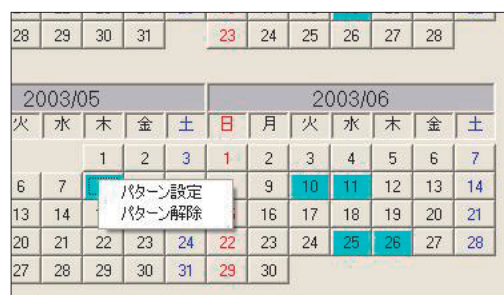 28 29 30 31 23 24 25 26 27 28
2003/05 2003/06
火 水 木 金 土 日 月 火 水 木 金 土
1 2 3 1 2 3 4 5 6 7
6 7 9 10 11 12 13 14
パターン設定
13 14 16 17 18 19 20 21
パターン解除
20 21 22 23 24 22 23 24 25 26 27 28
27 28 29 30 31 29 30